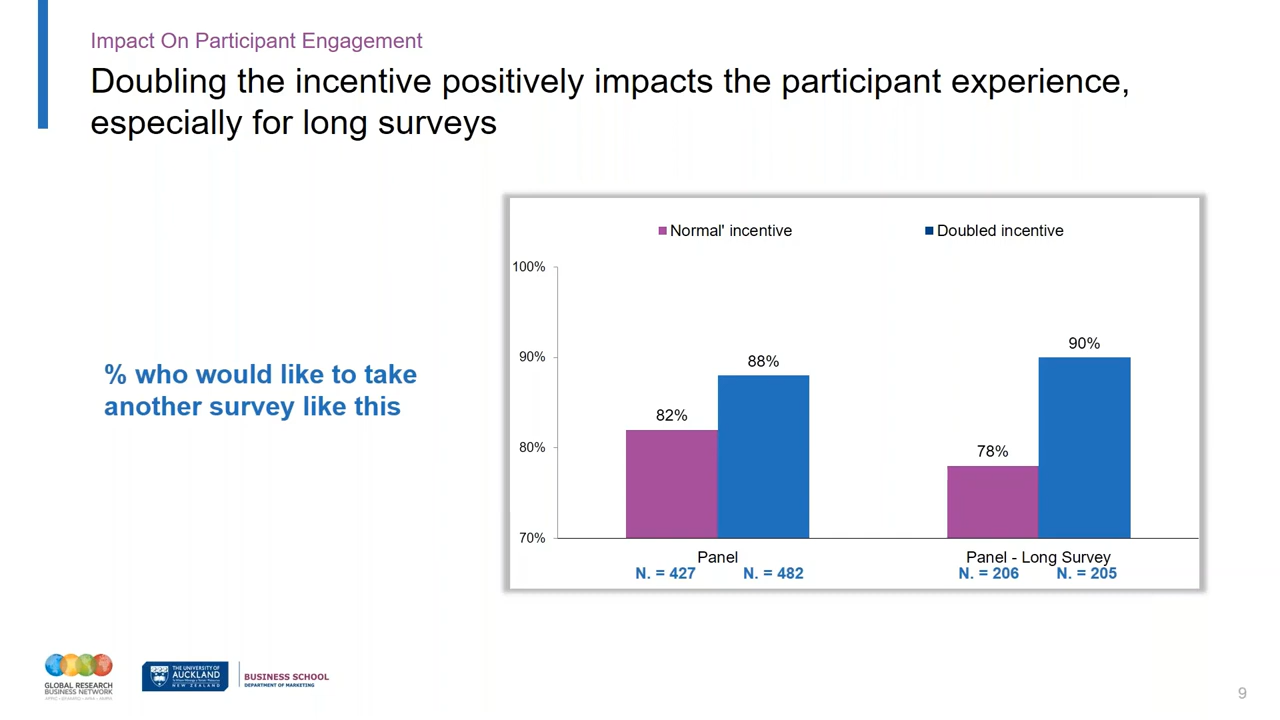 Impact On Participant Engagement
Doubling the incentive positively impacts the participant experience,
especially for long surveys
% who would like to take
another survey like this
Normal' incentive
Doubled incentive
100%
90%
80%
70%
82%
88%
78%
90%
Panel
Panel - Long Survey
N. = 427
N. = 482
N. = 206
N. = 205
GLOBAL RESEARCH
BUSINESS NETWORK
THE UNIVERSITY OF
AUCKLAND
NEW ZEALAND
BUSINESS SCHOOL
DEPARTMENT OF MARKETING
9